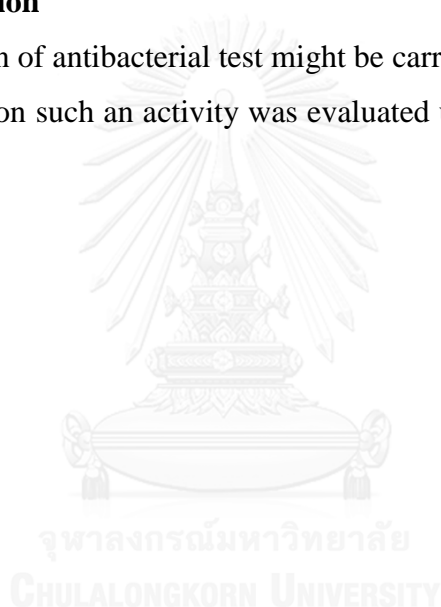 n of antibacterial test might be carr
on such an activity was evaluated
จุฬาลงกรณ์มหาวิทยาลัย
CHULALONGKORN UNIVERSITY